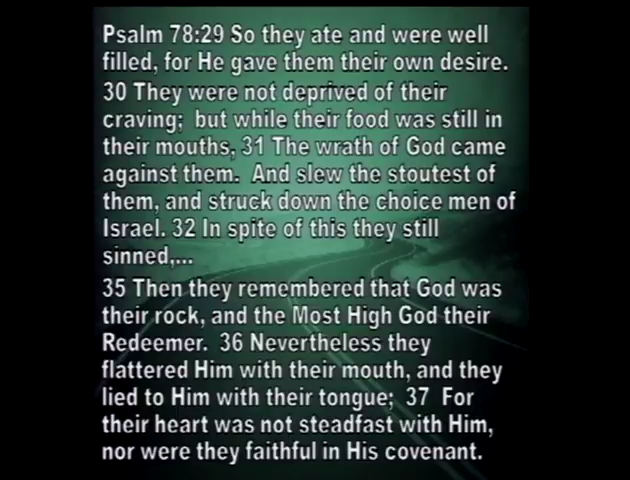 Psalm 78:29 So they ate and were well
filled, for He gave them their own desire.
30 They were not deprived of their
craving; but while their food was still in
their mouths, 31 The wrath of God came
against them. And slew the stoutest of
them, and struck down the choice men of
Israel. 32 In spite of this they still
sinned,...
35 Then they remembered that God was
their rock, and the Most High God their
Redeemer. 36 Nevertheless they
flattered Him with their mouth, and they
lied to Him with their tongue; 37 For
their heart was not steadfast with Him,
nor were they faithful in His covenant.